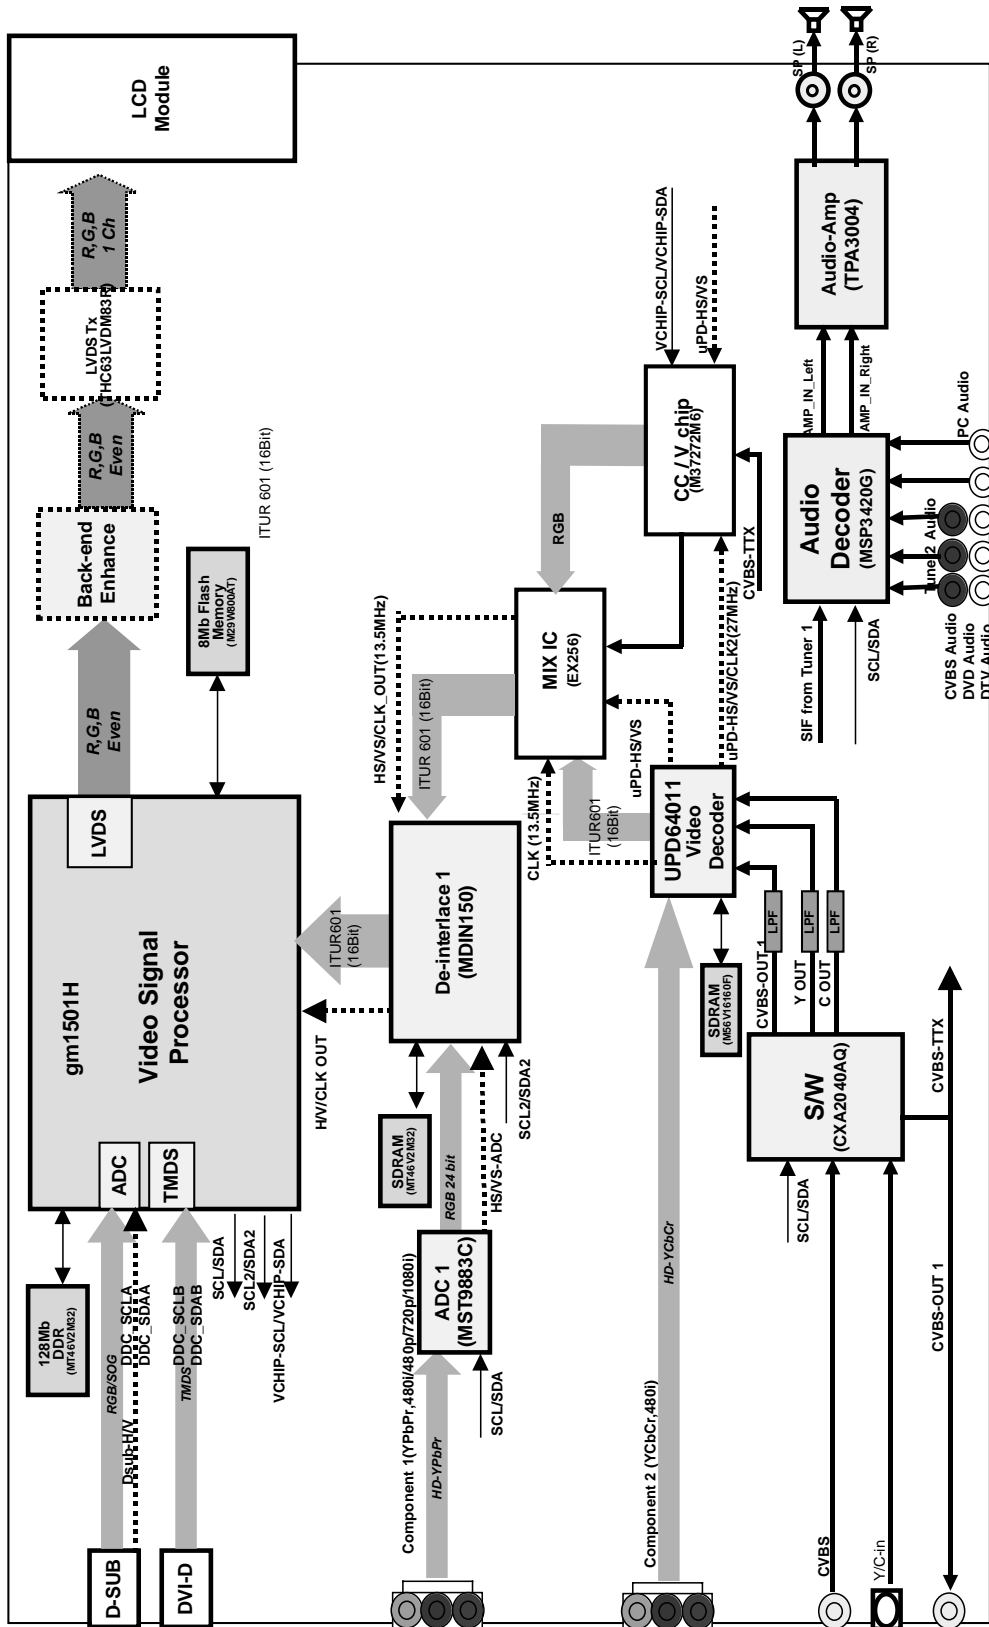 LCD
Module
R,G,B
1 Ch
LVDS Tx
(THC63LVDM83R)
R,G,B
Even
Back-end
Enhance
ITUR 601 (16Bit)
8Mb Flash
Memory
(M29W800AT)
R,G,B
Even
LVDS
gm1501H
Video Signal
Processor
ADC
TMDS
128Mb
DDR
(MT46V2M32)
RGB/SOG
DDC_SCLA
DDC_SDAA
Dsub-H/V
TMDS
DDC_SCLB
DDC_SDAB
SCL/SDA
SCL2/SDA2
VCHIP-SCL/VCHIP-SDA
D-SUB
DVI-D
H/V/CLK OUT
ITUR601
(16Bit)
De-interlace 1
(MDIN150)
HS/VS/CLK_OUT(13.5MHz)
ITUR 601 (16Bit)
SDRAM
(MT46V2M32)
RGB 24 bit
HS/VS-ADC
SCL2/SDA2
ADC 1
(MST9883C)
SCL/SDA
Component 1(YPbPr,480i/480p/720p/1080i)
HD-YPbPr
MIX IC
(EX256)
RGB
CC / V chip
(M37272M6)
VCHIP-SCL/VCHIP-SDA
uPD-HS/VS
CVBS-TTX
uPD-HS/VS/CLK2(27MHz)
uPD-HS/VS
CLK (13.5MHz)
ITUR601
(16Bit)
UPD64011
Video
Decoder
SDRAM
(M56V16160F)
HD-YCbCr
Component 2 (YCbCr,480i)
LPF
LPF
LPF
CVBS-OUT 1
Y OUT
C OUT
S/W
(CXA2040AQ)
SCL/SDA
CVBS
Y/C-in
CVBS-TTX
CVBS-OUT 1
SP (L)
SP (R)
Audio-Amp
(TPA3004)
AMP_IN_Left
AMP_IN_Right
Audio
Decoder
(MSP3420G)
SIF from Tuner 1
SCL/SDA
PC Audio
Tuner2 Audio
CVBS Audio
DVD Audio
DTV Audio